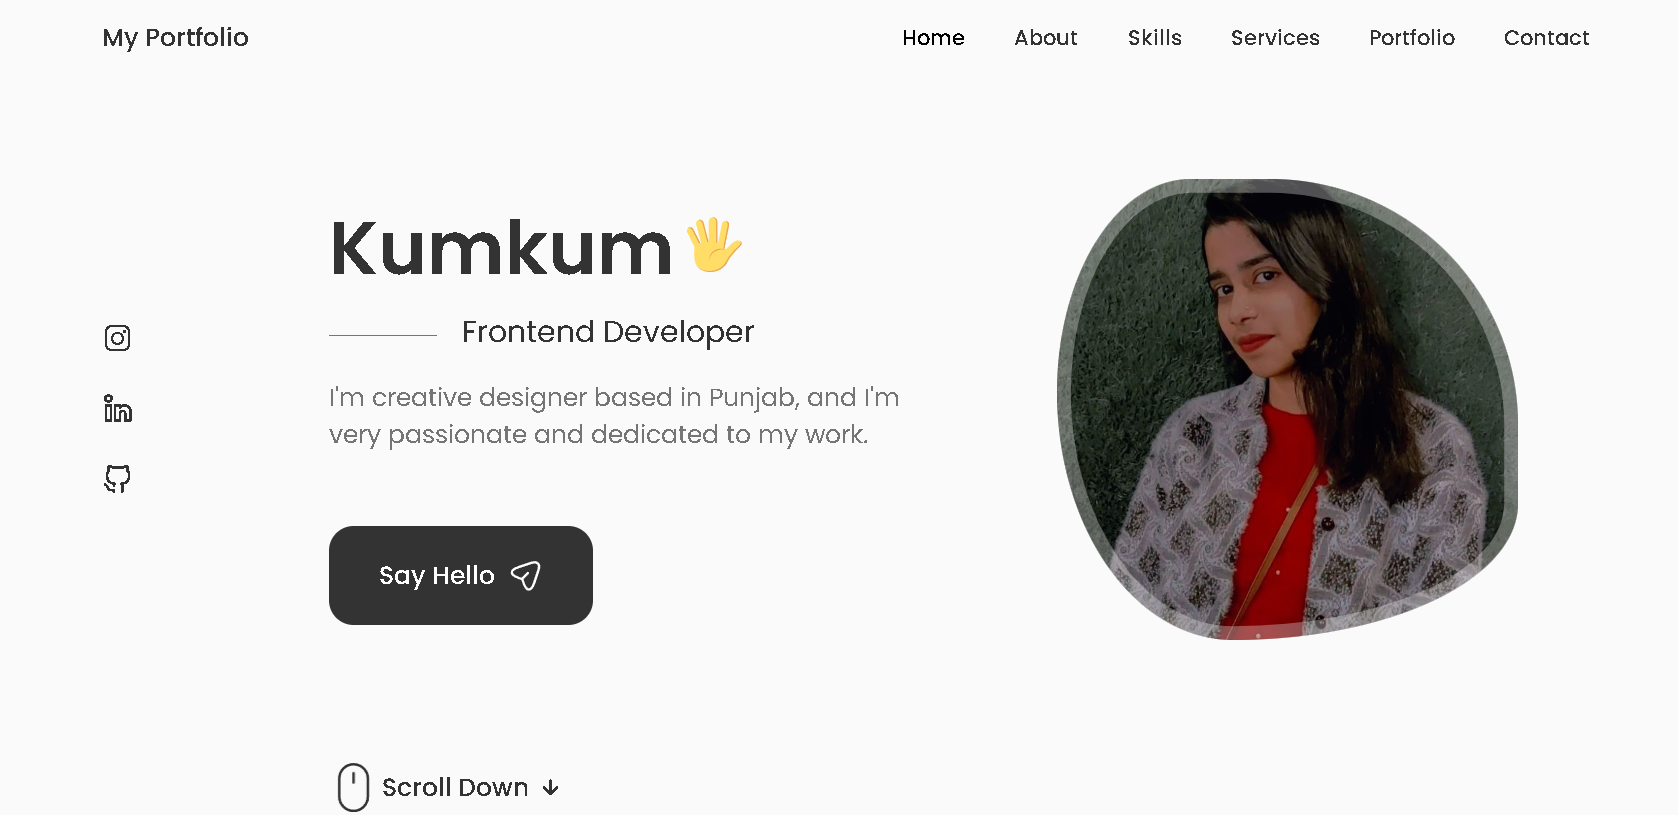 My Portfolio
Home About Skills Services Portfolio Contact
Kumkum🖐
Frontend Developer
I'm creative designer based in Punjab, and I'm
very passionate and dedicated to my work.
Say Hello
Scroll Down ↓